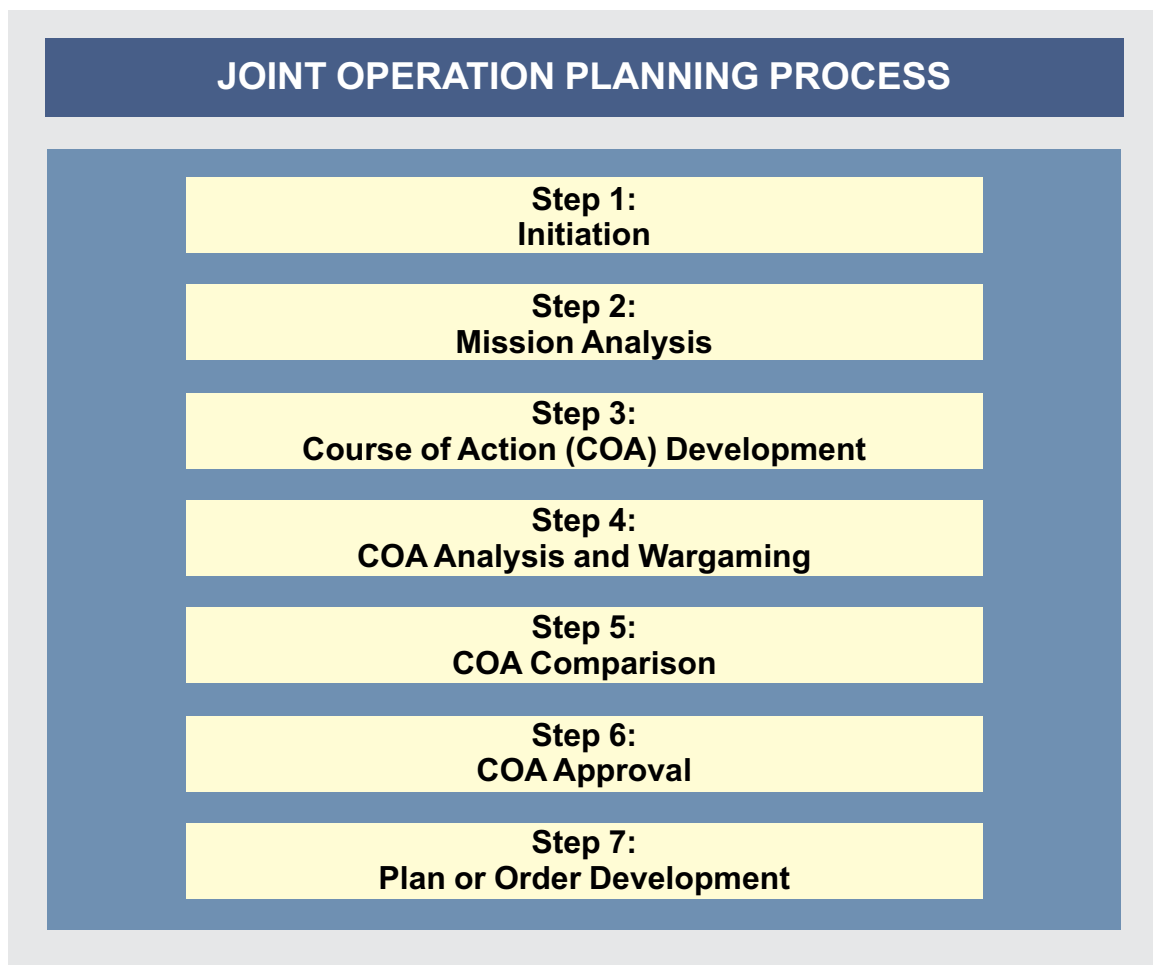 JOINT OPERATION PLANNING PROCESS
Step 1:
Initiation
Step 2:
Mission Analysis
Step 3:
Course of Action (COA) Development
Step 4:
COA Analysis and Wargaming
Step 5:
COA Comparison
Step 6:
COA Approval
Step 7:
Plan or Order Development